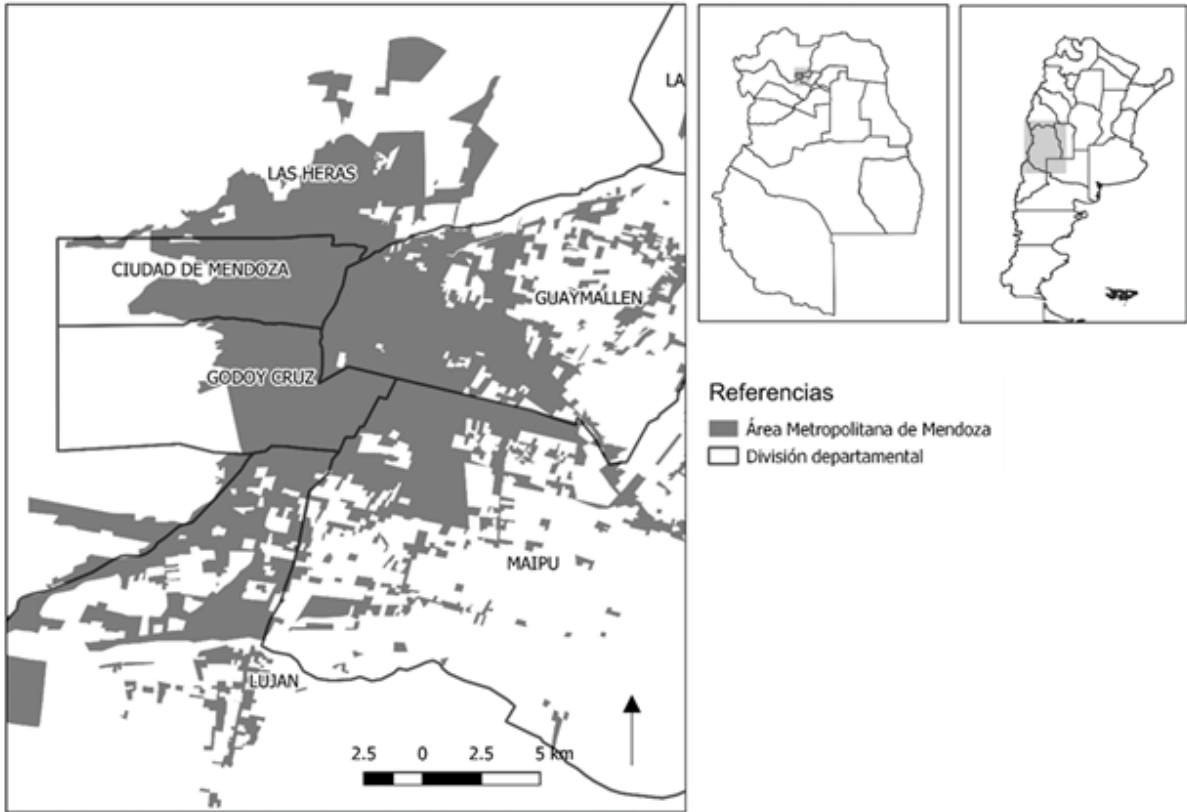 LA
LAS HERAS
CIUDAD DE MENDOZA
GUAYMALLEN
GODOY CRUZ
MAIPU
LUJAN
2.5 0 2.5 5 km
Referencias
Área Metropolitana de Mendoza
División departamental